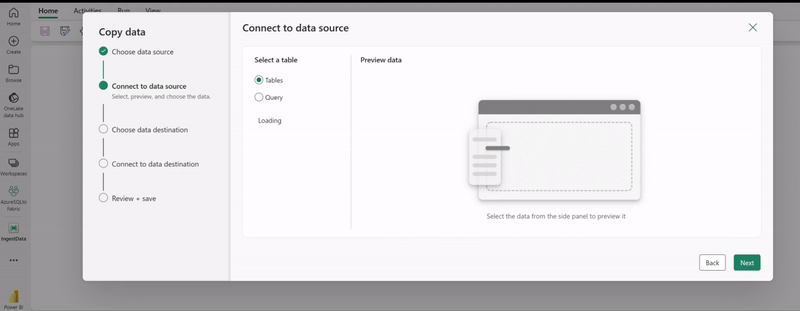 Home Activities Run View
Home
Create
Browse
OneLake
data hub
Apps
Workspaces
AzureSQlto
Fabric
IngestData
Power BI
Copy data
Choose data source
Connect to data source
Select, preview, and choose the data.
Choose data destination
Connect to data destination
Review + save
Connect to data source
Select a table
Tables
Query
Loading
Preview data
Select the data from the side panel to preview it
Back
Next